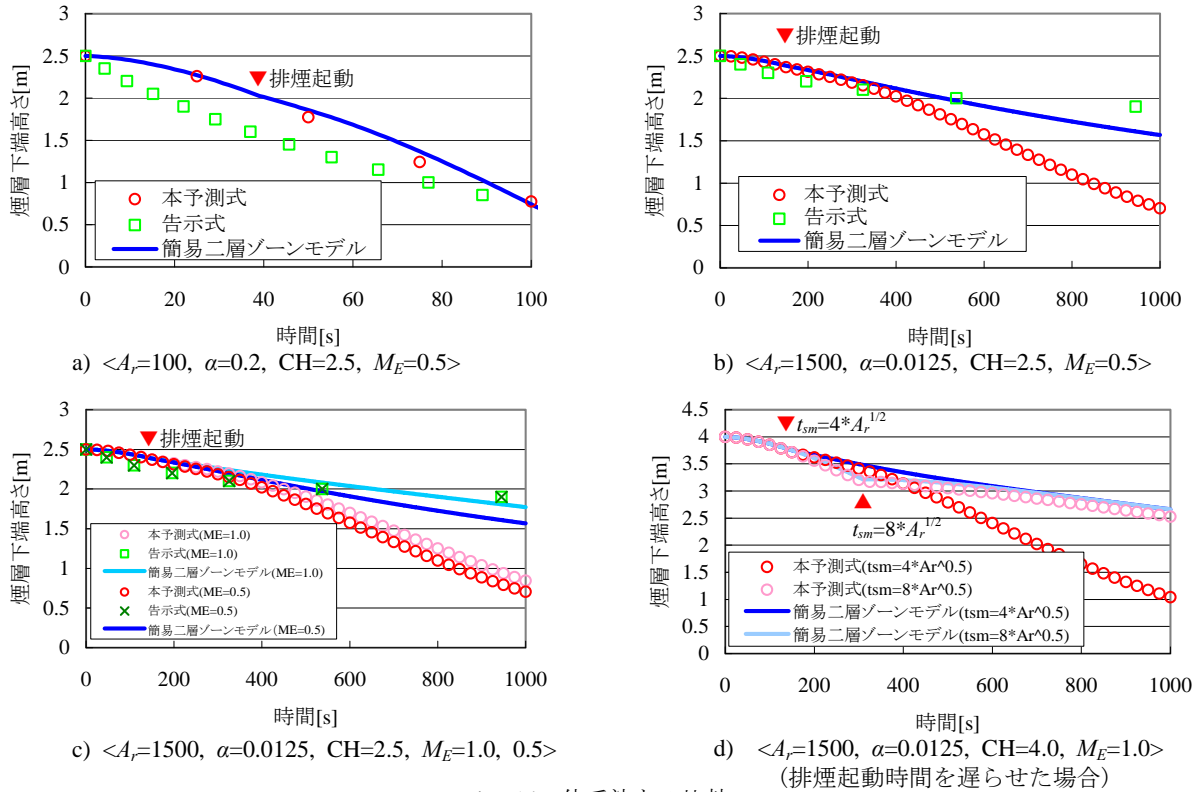 3
2.5
2
1.5
1
0.5
0
煙層下端高さ[m]
▼排煙起動
本予測式
告示式
簡易二層ゾーンモデル
0 20 40 60 80 100
時間[s]
a) <Ar=100, α=0.2, CH=2.5, ME=0.5>
3
2.5
2
1.5
1
0.5
0
煙層下端高さ[m]
▼排煙起動
本予測式
告示式
簡易二層ゾーンモデル
0 200 400 600 800 1000
時間[s]
b) <Ar=1500, α=0.0125, CH=2.5, ME=0.5>
3
2.5
2
1.5
1
0.5
0
煙層下端高さ[m]
▼排煙起動
本予測式(ME=1.0)
告示式(ME=1.0)
簡易二層ゾーンモデル(ME=1.0)
本予測式(ME=0.5)
告示式(ME=0.5)
簡易二層ゾーンモデル(ME=0.5)
0 200 400 600 800 1000
時間[s]
c) <Ar=1500, α=0.0125, CH=2.5, ME=1.0, 0.5>
4.5
4
3.5
3
2.5
2
1.5
1
0.5
0
煙層下端高さ[m]
▼ tsm=4*Ar^1/2
▲
tsm=8*Ar^1/2
本予測式(tsm=4*Ar^0.5)
本予測式(tsm=8*Ar^0.5)
簡易二層ゾーンモデル(tsm=4*Ar^0.5)
簡易二層ゾーンモデル(tsm=8*Ar^0.5)
0 200 400 600 800 1000
時間[s]
d) <Ar=1500, α=0.0125, CH=4.0, ME=1.0>
(排煙起動時間を遅らせた場合)